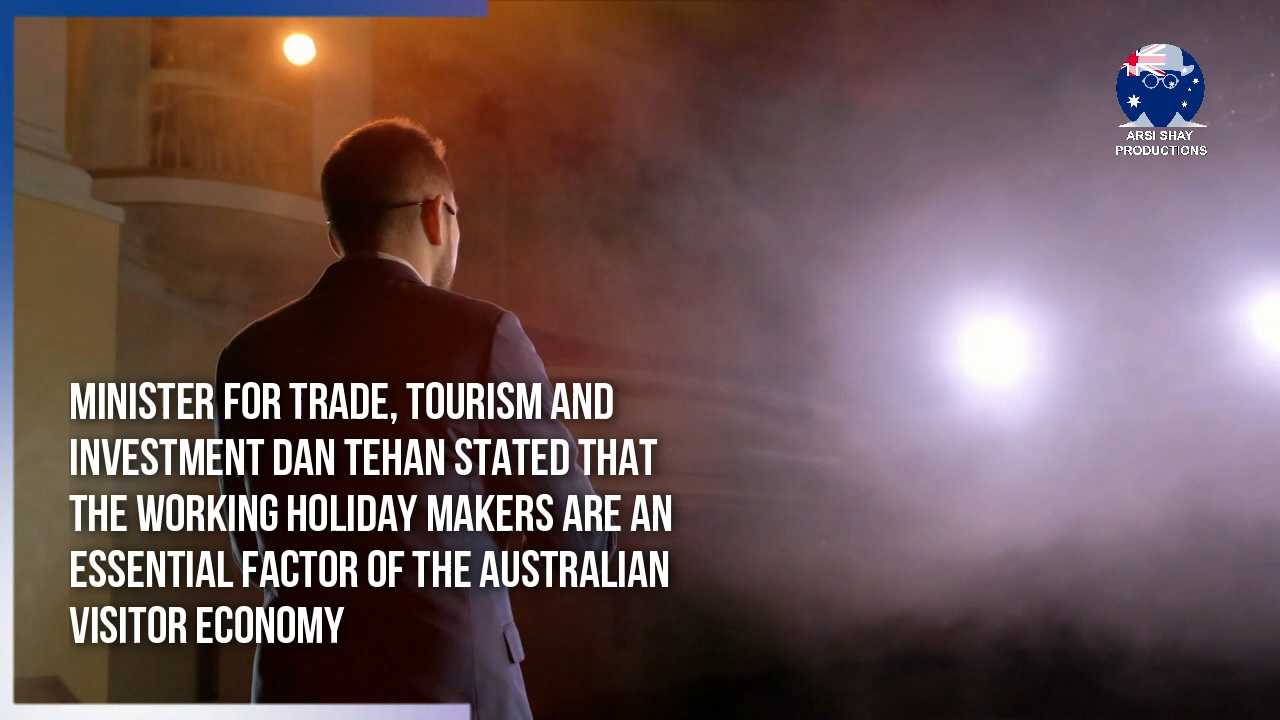 ARSI SHAY
PRODUCTIONS
MINISTER FOR TRADE, TOURISM AND
INVESTMENT DAN TEHAN STATED THAT
THE WORKING HOLIDAY MAKERS ARE AN
ESSENTIAL FACTOR OF THE AUSTRALIAN
VISITOR ECONOMY